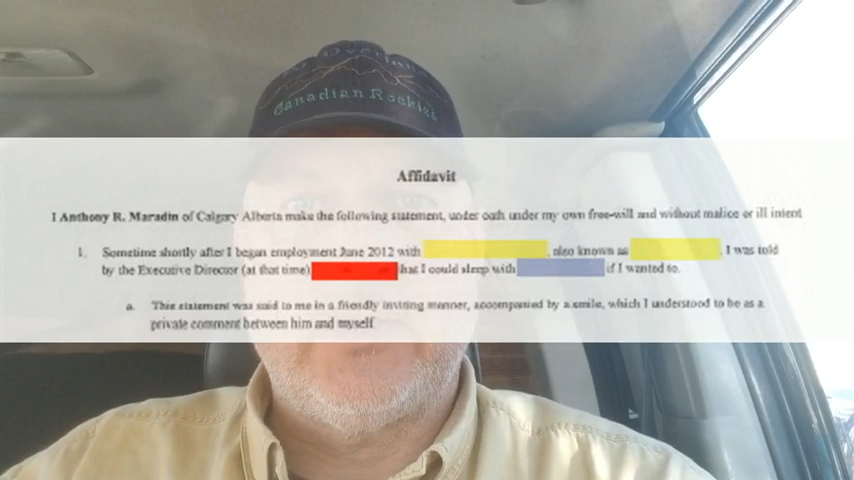 Canadian Rockies
Affidavit
I Anthony R. Maradin of Calgary Alberta make the following statement, under oath under my own free-will and without malice or ill intent
1. Sometime shortly after I began employment June 2012 with , also known as . I was told
by the Executive Director (at that time) hat I could sleep with if I wanted to.
a. This statement was said to me in a friendly inviting manner, accompanied by a smile, which I understood to be as a
private comment between him and myself